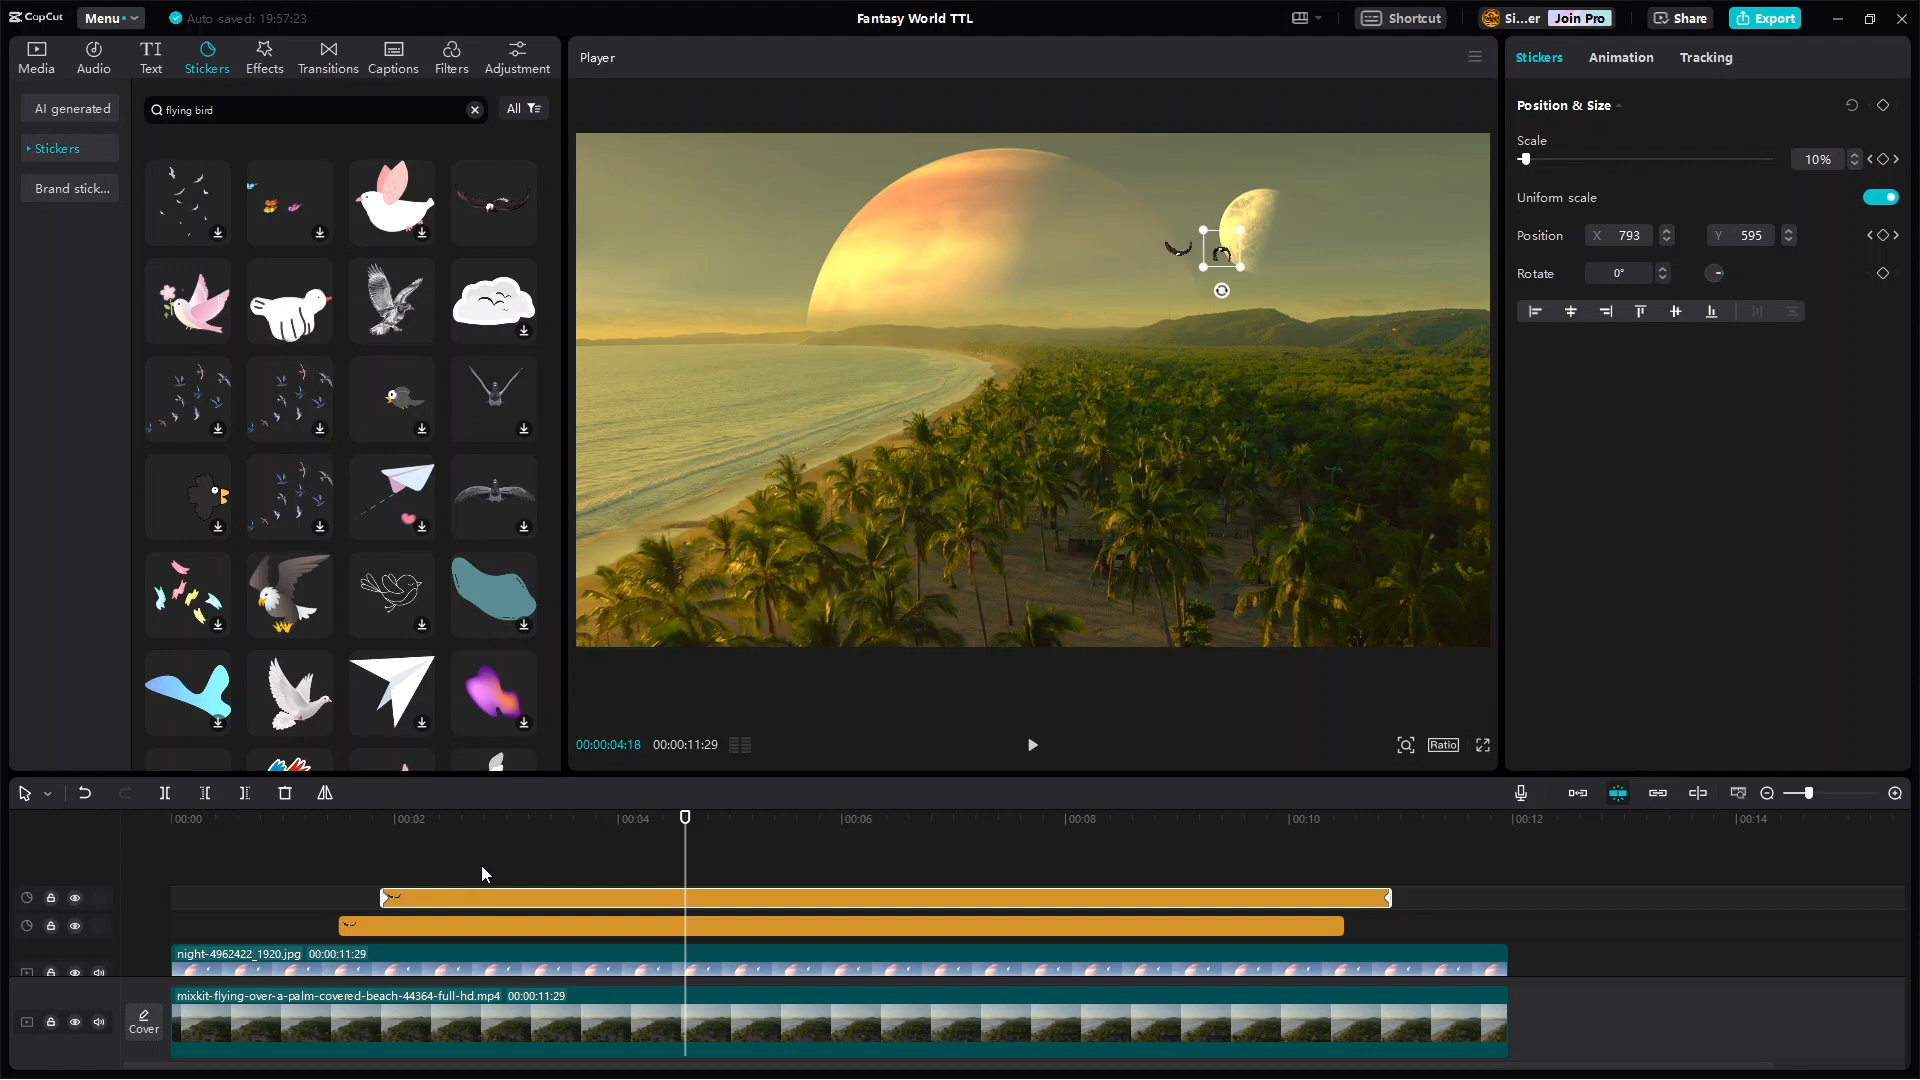 CapCut
Menu
Auto saved: 19:57:23
Fantasy World TTL
Shortcut
Si...er
Join Pro
Share
Export
Media
Audio
TI
Text
Stickers
Effects
Transitions
Captions
Filters
Adjustment
AI generated
Stickers
Brand stick...
flying bird
All
Player
00:00:04:18
00:00:11:29
Ratio
Stickers
Animation
Tracking
Position & Size
Scale
10%
Uniform scale
Position
X 793
Y 595
Rotate
0°
00:00
00:02
00:04
00:06
00:08
00:10
00:12
00:14
night-4962422_1920.jpg 00:00:11:29
mixkit-flying-over-a-palm-covered-beach-44364-full-hd.mp4 00:00:11:29
Cover